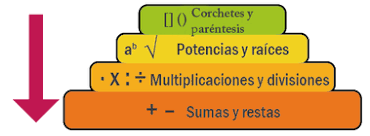 [] () Corchetes y
paréntesis
aᵇ √ Potencias y raíces
· x : ÷ Multiplicaciones y divisiones
+ − Sumas y restas